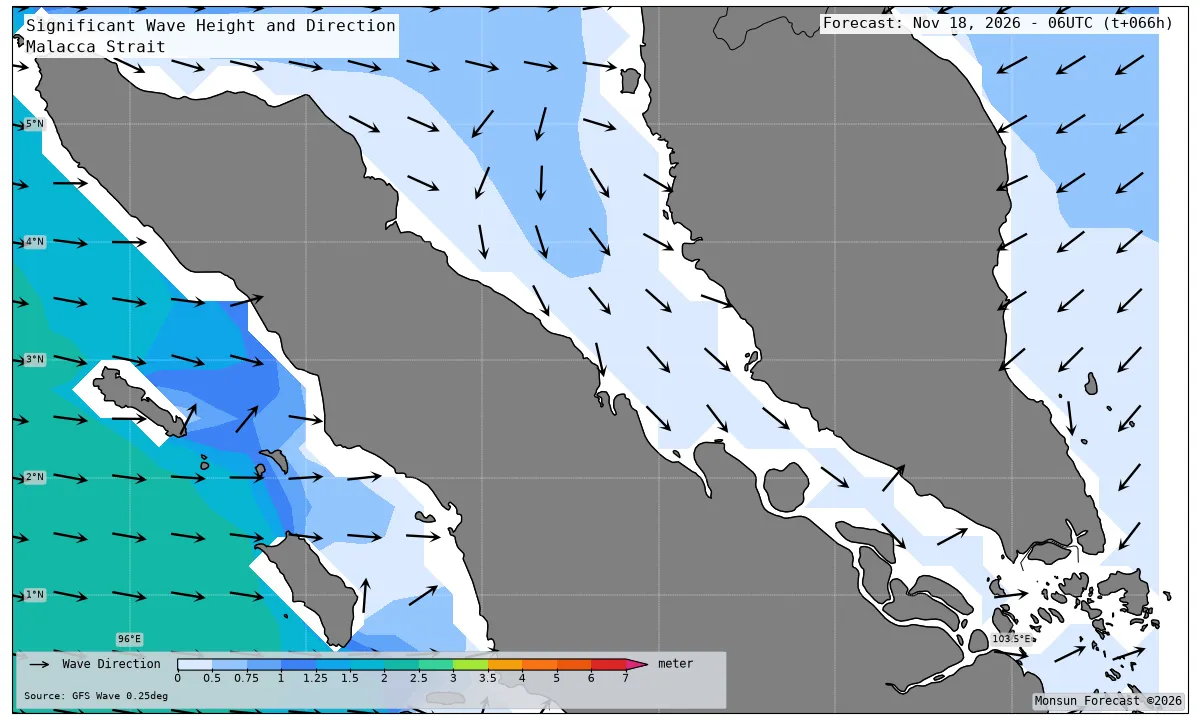 Significant Wave Height and Direction
Malacca Strait
Forecast: Nov 18, 2026 - 06UTC (t+066h)
5°N
4°N
3°N
2°N
1°N
96°E
103.5°E
Wave Direction
meter
0 0.5 0.75 1 1.25 1.5 2 2.5 3 3.5 4 5 6 7
Source: GFS Wave 0.25deg
Monsun Forecast ©2026